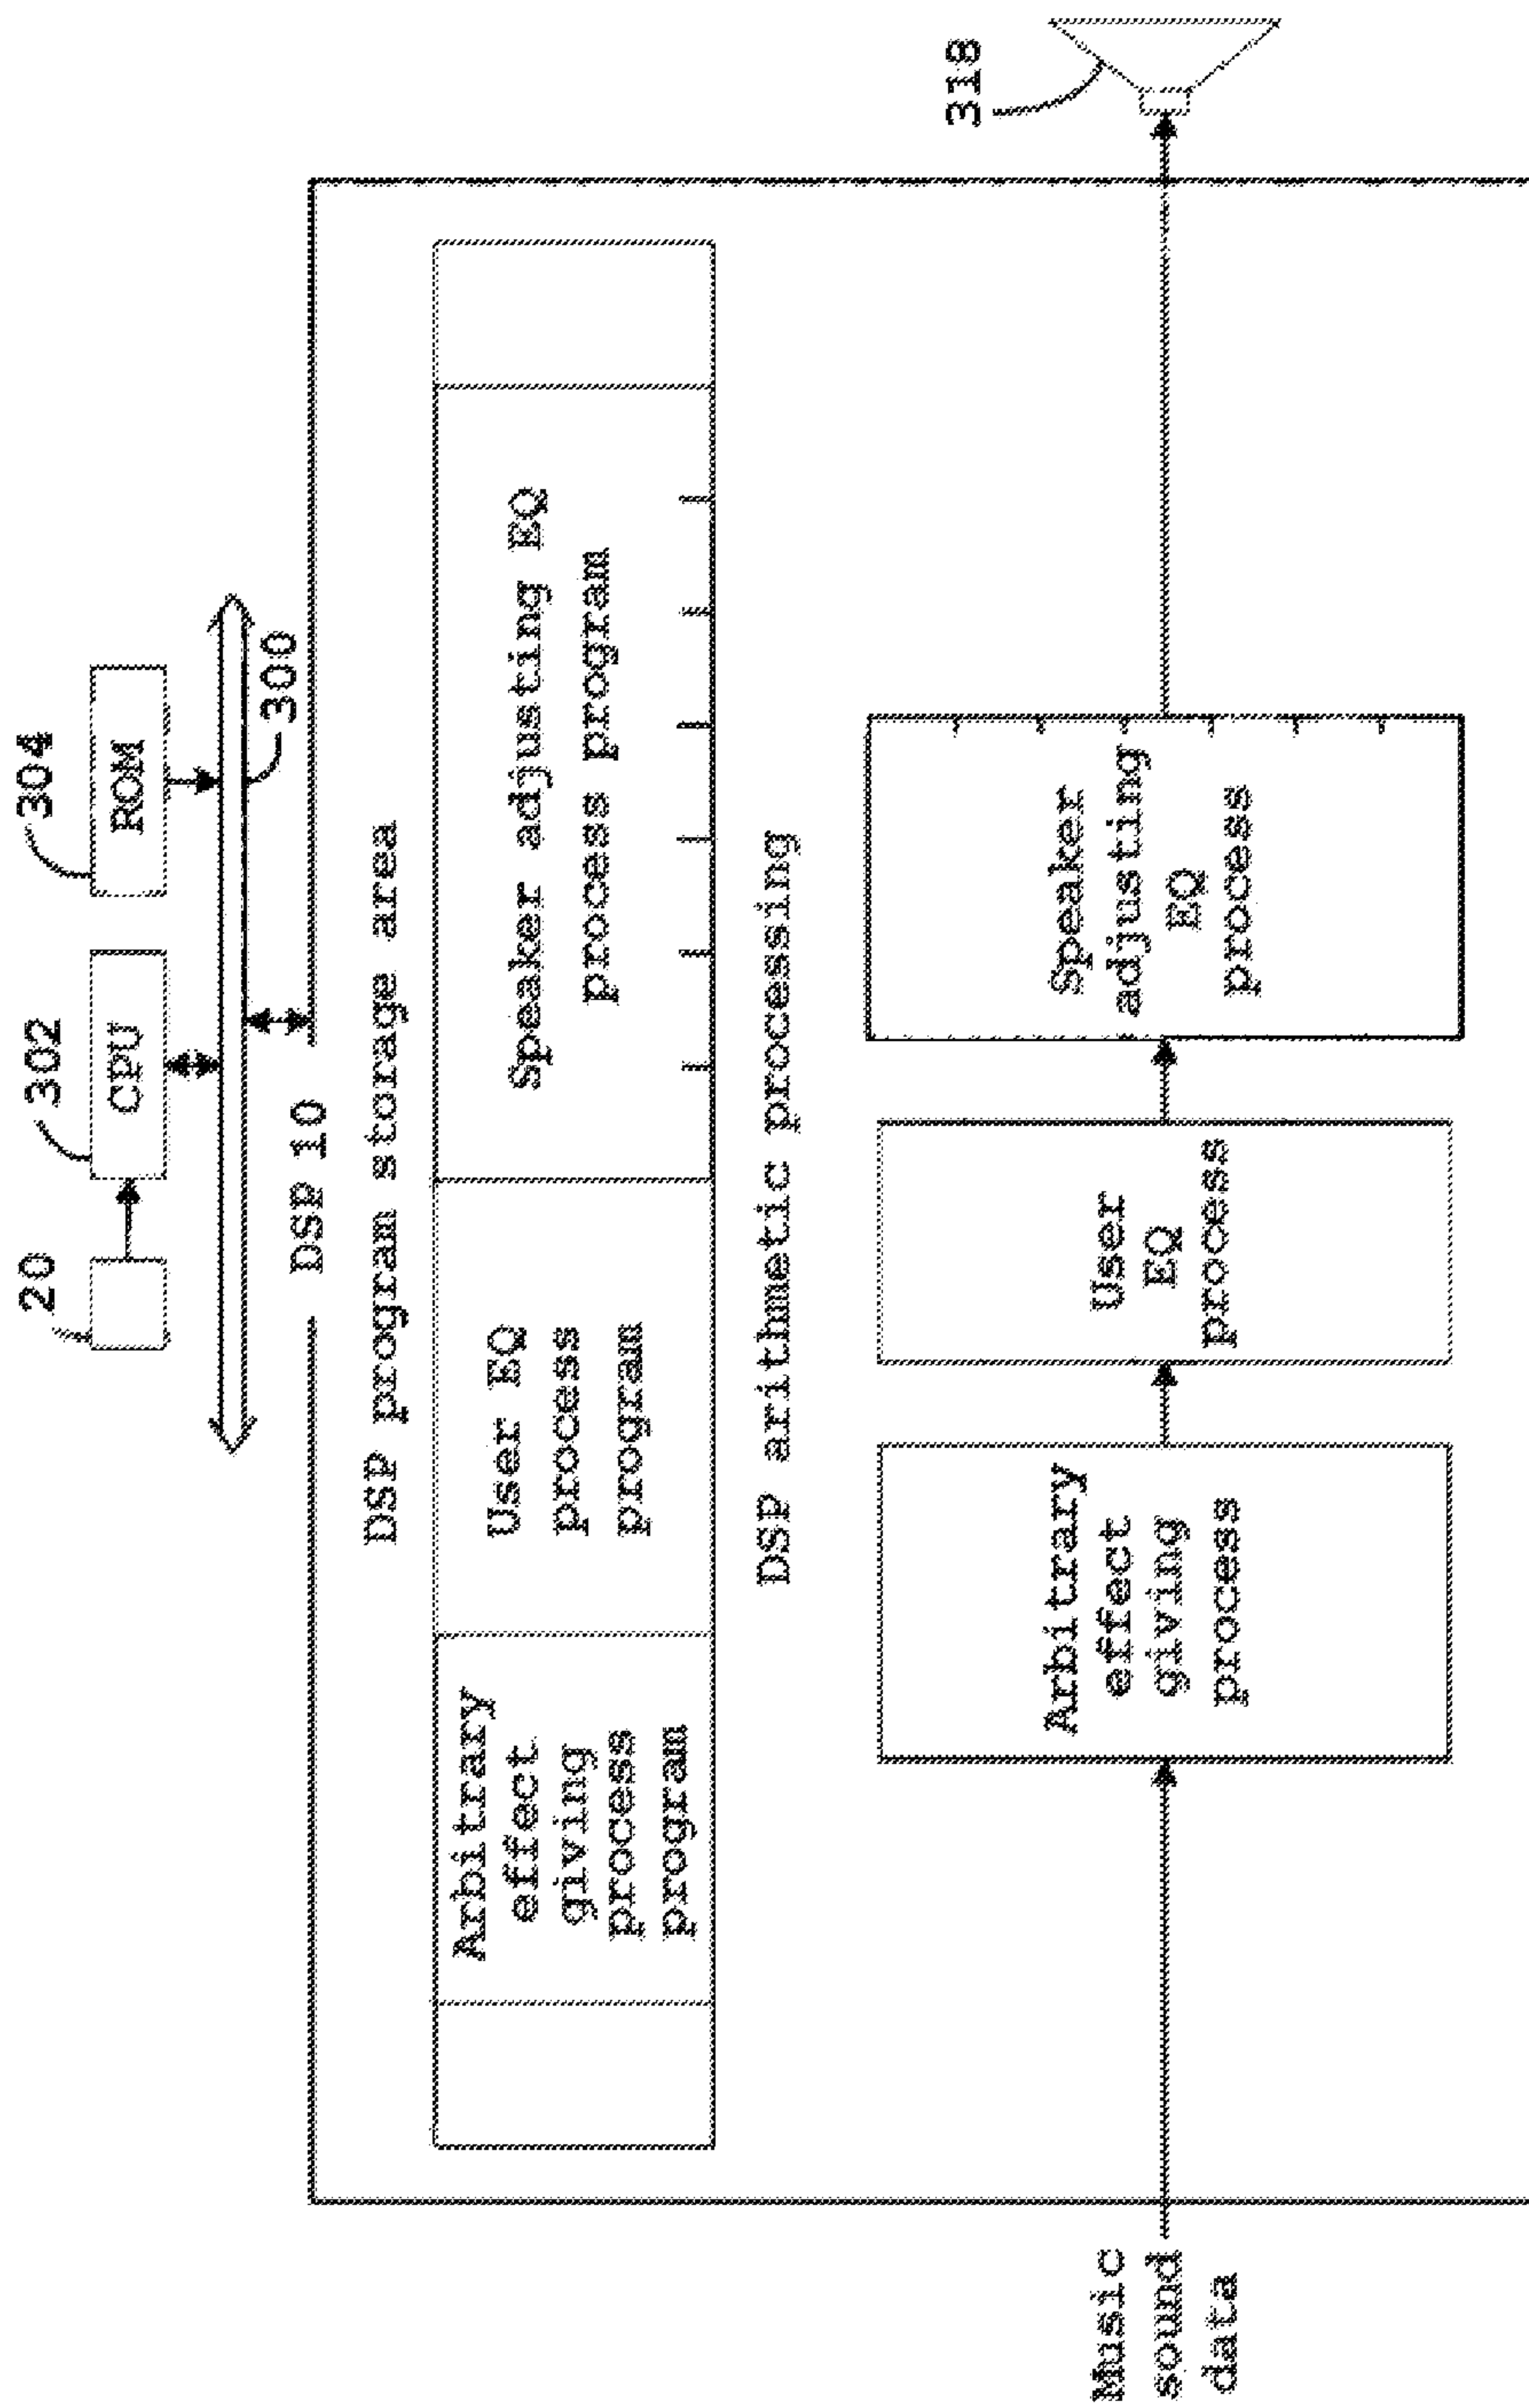 20
302
304
CPU
ROM
300
DSP 10
DSP program storage area
Arbitrary
effect
giving
process
program
User EQ
process
program
Speaker adjusting EQ
process program
DSP arithmetic processing
318
Music
sound
data
Arbitrary
effect
giving
process
User
EQ
process
Speaker
adjusting
EQ
process